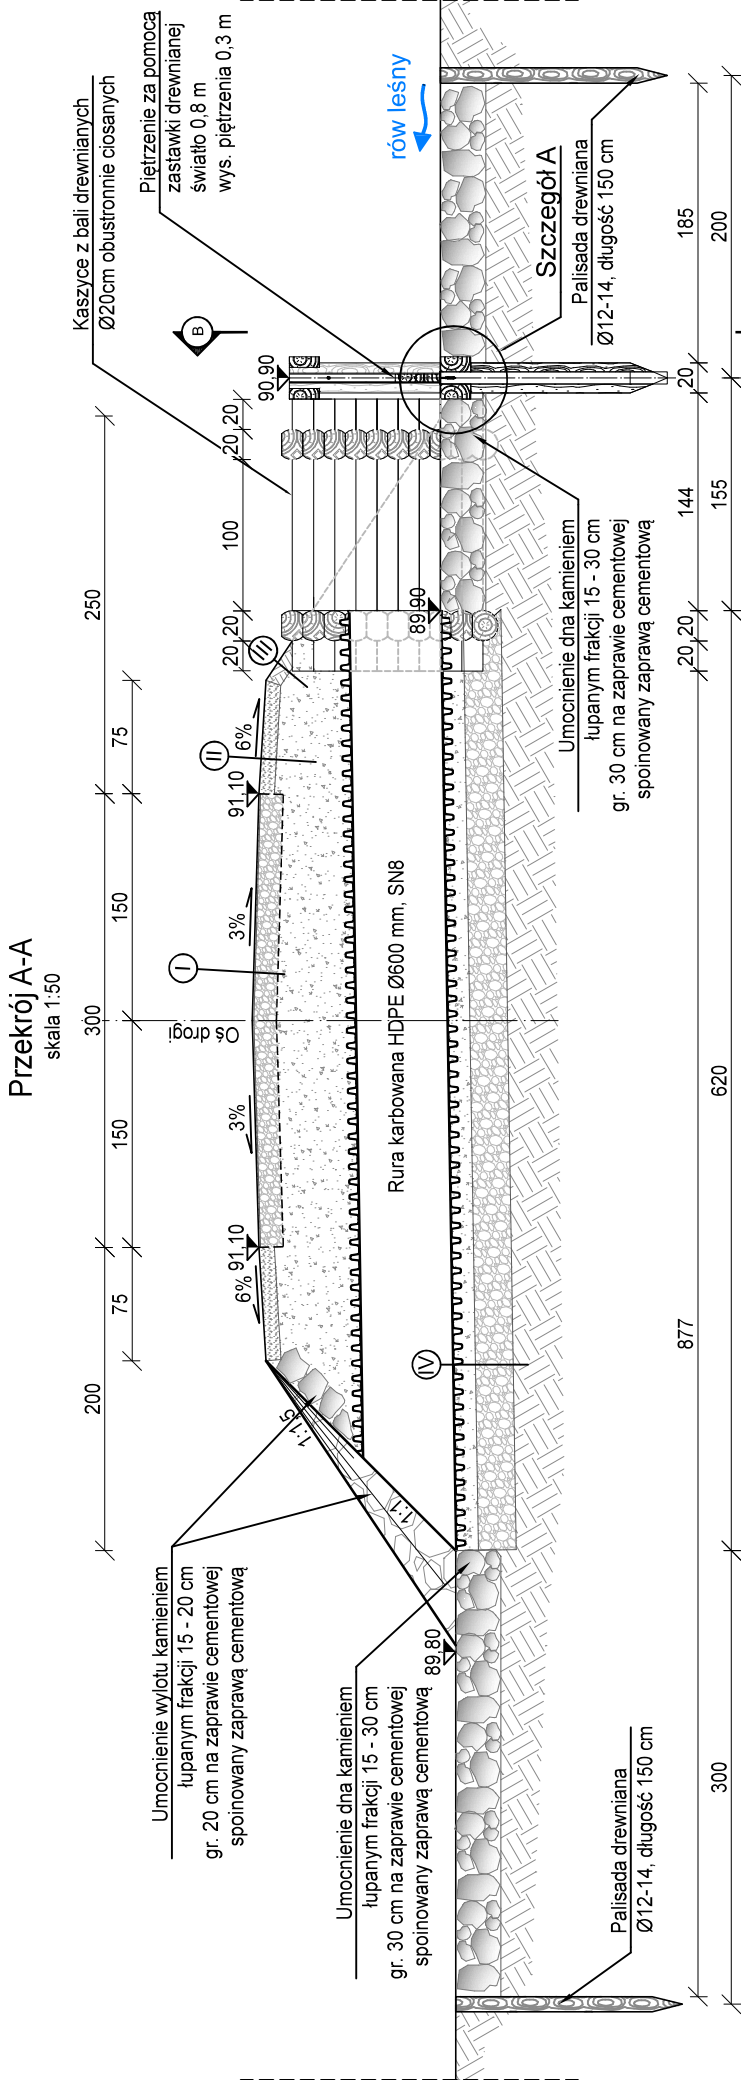 Przekrój A-A
skala 1:50
Umocnienie wylotu kamieniem
łupanym frakcji 15 - 20 cm
gr. 20 cm na zaprawie cementowej
spoinowany zaprawą cementową
Umocnienie dna kamieniem
łupanym frakcji 15 - 30 cm
gr. 30 cm na zaprawie cementowej
spoinowany zaprawą cementową
Kaszyce z bali drewnianych
Ø20cm obustronnie ciosanych
Piętrzenie za pomocą
zastawki drewnianej
światło 0,8 m
wys. piętrzenia 0,3 m
200
300
250
75
150
150
75
6%
3%
3%
6%
91,10
91,10
Oś drogi
I
II
III
IV
20
20
100
20
20
B
90,90
rów leśny
1:1,5
1:1
Rura karbowana HDPE Ø600 mm, SN8
89,80
89,90
Szczegół A
Palisada drewniana
Ø12-14, długość 150 cm
Umocnienie dna kamieniem
łupanym frakcji 15 - 30 cm
gr. 30 cm na zaprawie cementowej
spoinowany zaprawą cementową
Palisada drewniana
Ø12-14, długość 150 cm
877
20
20
144
20
185
300
620
155
200